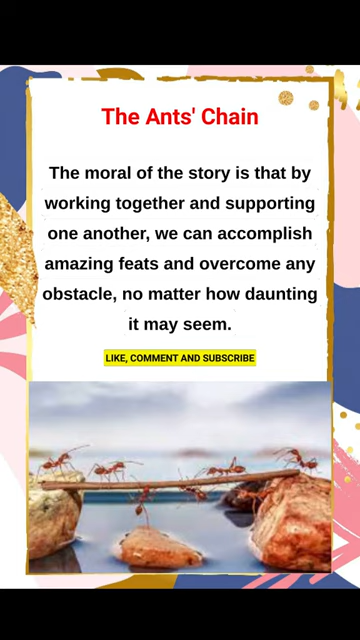 The Ants' Chain
The moral of the story is that by
working together and supporting
one another, we can accomplish
amazing feats and overcome any
obstacle, no matter how daunting
it may seem.
LIKE, COMMENT AND SUBSCRIBE